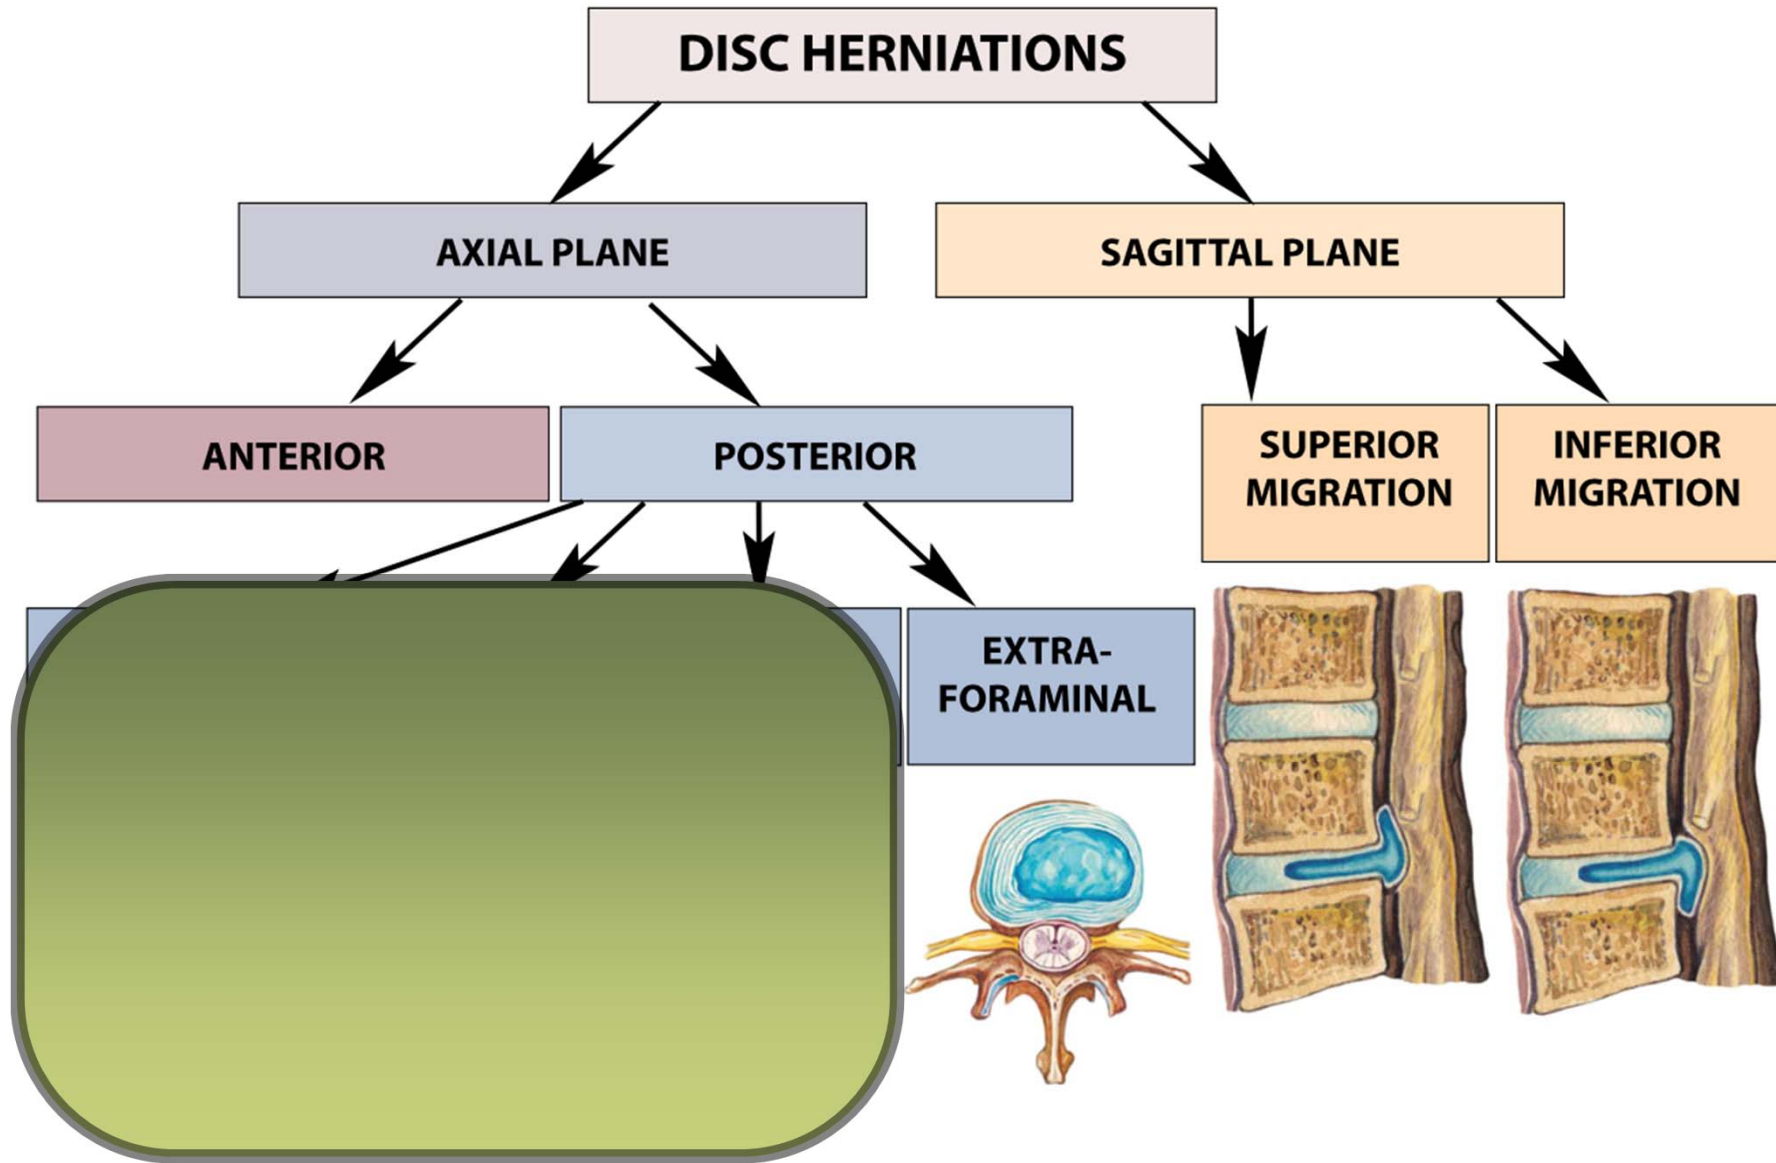 DISC HERNIATIONS
AXIAL PLANE
SAGITTAL PLANE
ANTERIOR
POSTERIOR
SUPERIOR
MIGRATION
INFERIOR
MIGRATION
EXTRA-
FORAMINAL